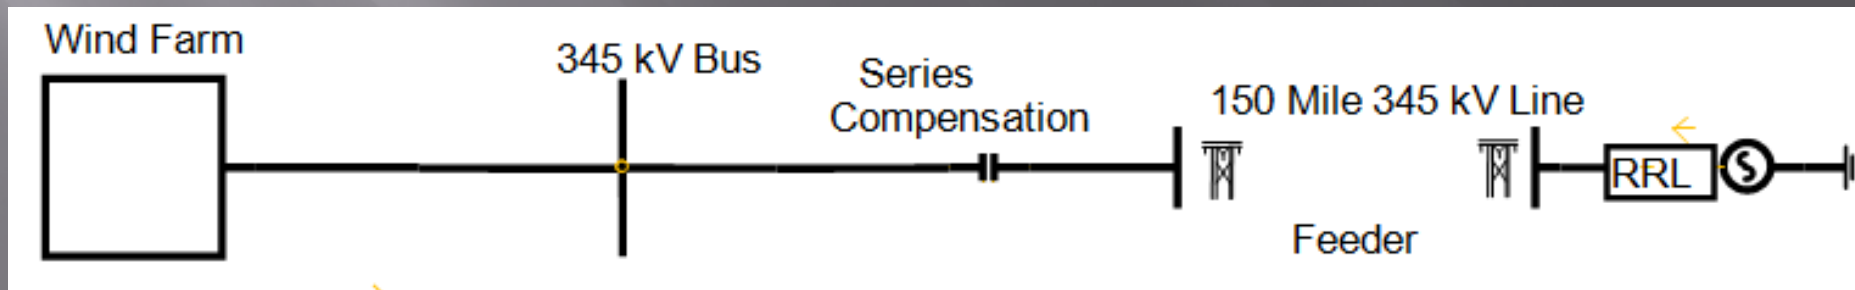 Wind Farm
345 kV Bus
Series
Compensation
150 Mile 345 kV Line
RRL
S
Feeder